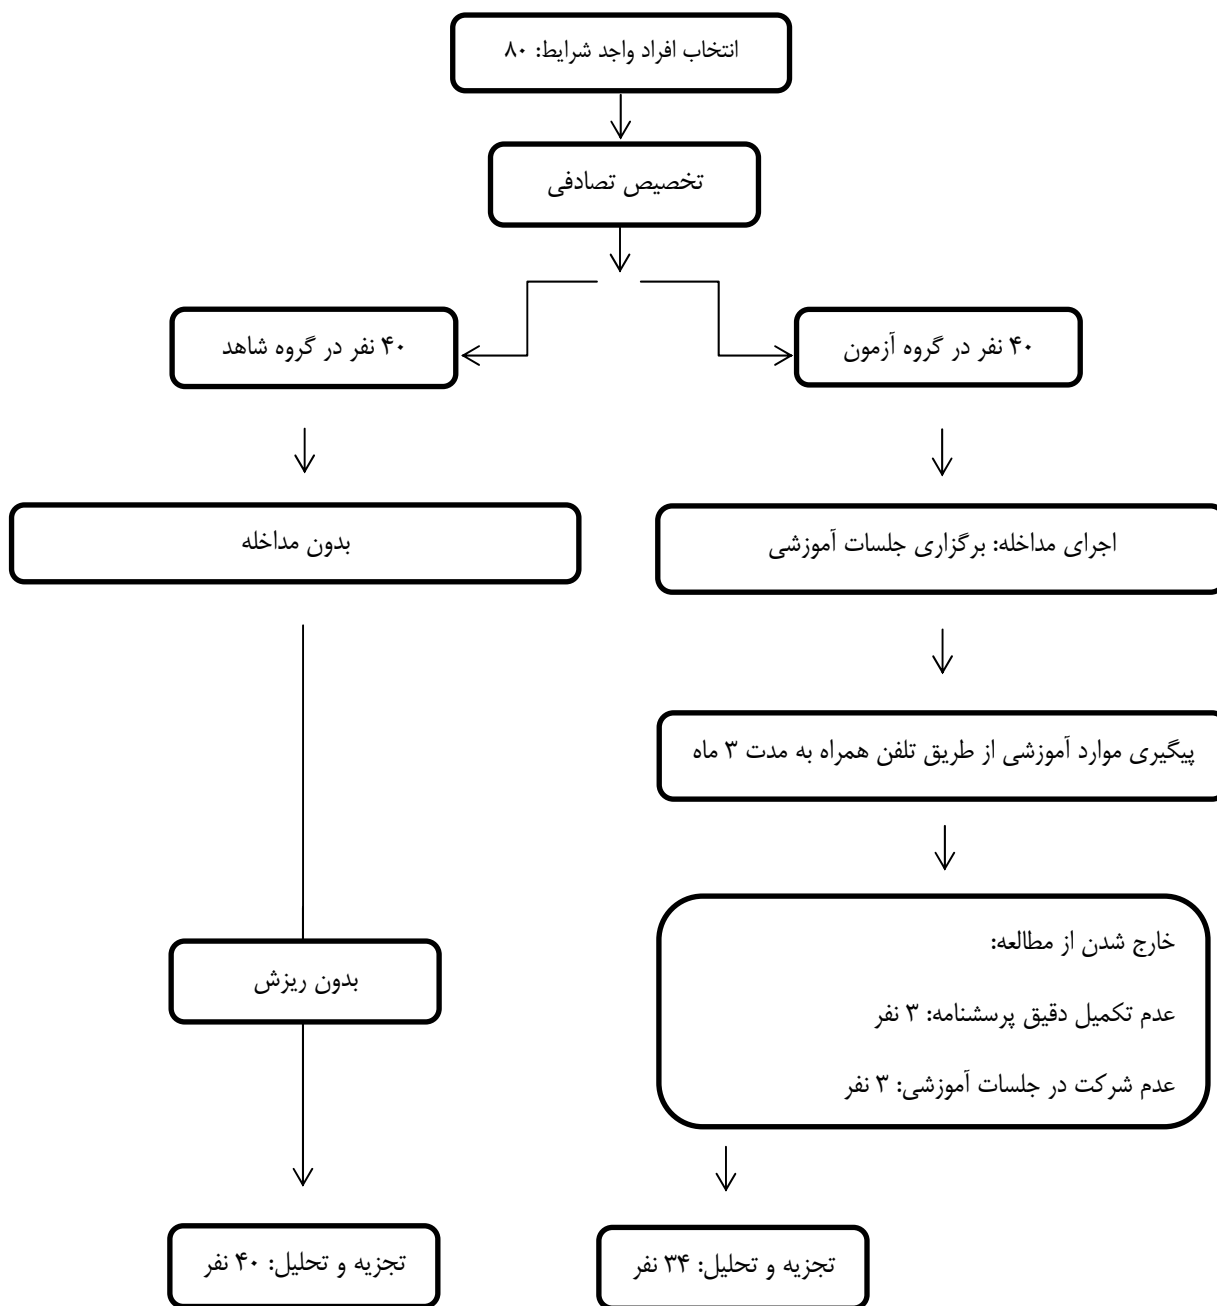 انتخاب افراد واجد شرایط: ۸۰
تخصیص تصادفی
۴۰ نفر در گروه آزمون
۴۰ نفر در گروه شاهد
اجرای مداخله: برگزاری جلسات آموزشی
بدون مداخله
پیگیری موارد آموزشی از طریق تلفن همراه به مدت ۳ ماه
خارج شدن از مطالعه:
عدم تکمیل دقیق پرسشنامه: ۳ نفر
عدم شرکت در جلسات آموزشی: ۳ نفر
بدون ریزش
تجزیه و تحلیل: ۳۴ نفر
تجزیه و تحلیل: ۴۰ نفر